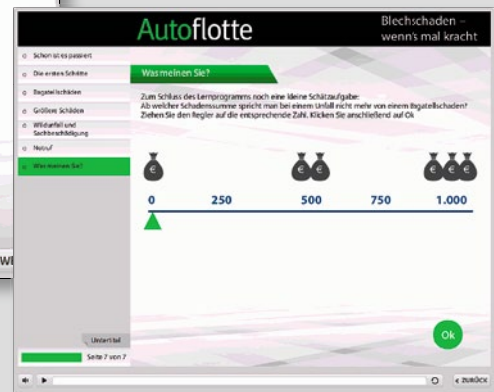 Autoflotte
Blechschaden –
wenn's mal kracht
Schon ist es passiert
Die ersten Schritte
Bagatellschäden
Größere Schäden
Wildunfall und
Sachbeschädigung
Notruf
Was meinen Sie?
Was meinen Sie?
Zum Schluss des Lernprogramms noch eine kleine Schätzaufgabe:
Ab welcher Schadenssumme spricht man bei einem Unfall nicht mehr von einem Bagatellschaden?
Ziehen Sie den Regler auf die entsprechende Zahl. Klicken Sie anschließend auf Ok
€ € € € € €
0 250 500 750 1.000
Ok
Untertitel
Seite 7 von 7
ZURÜCK